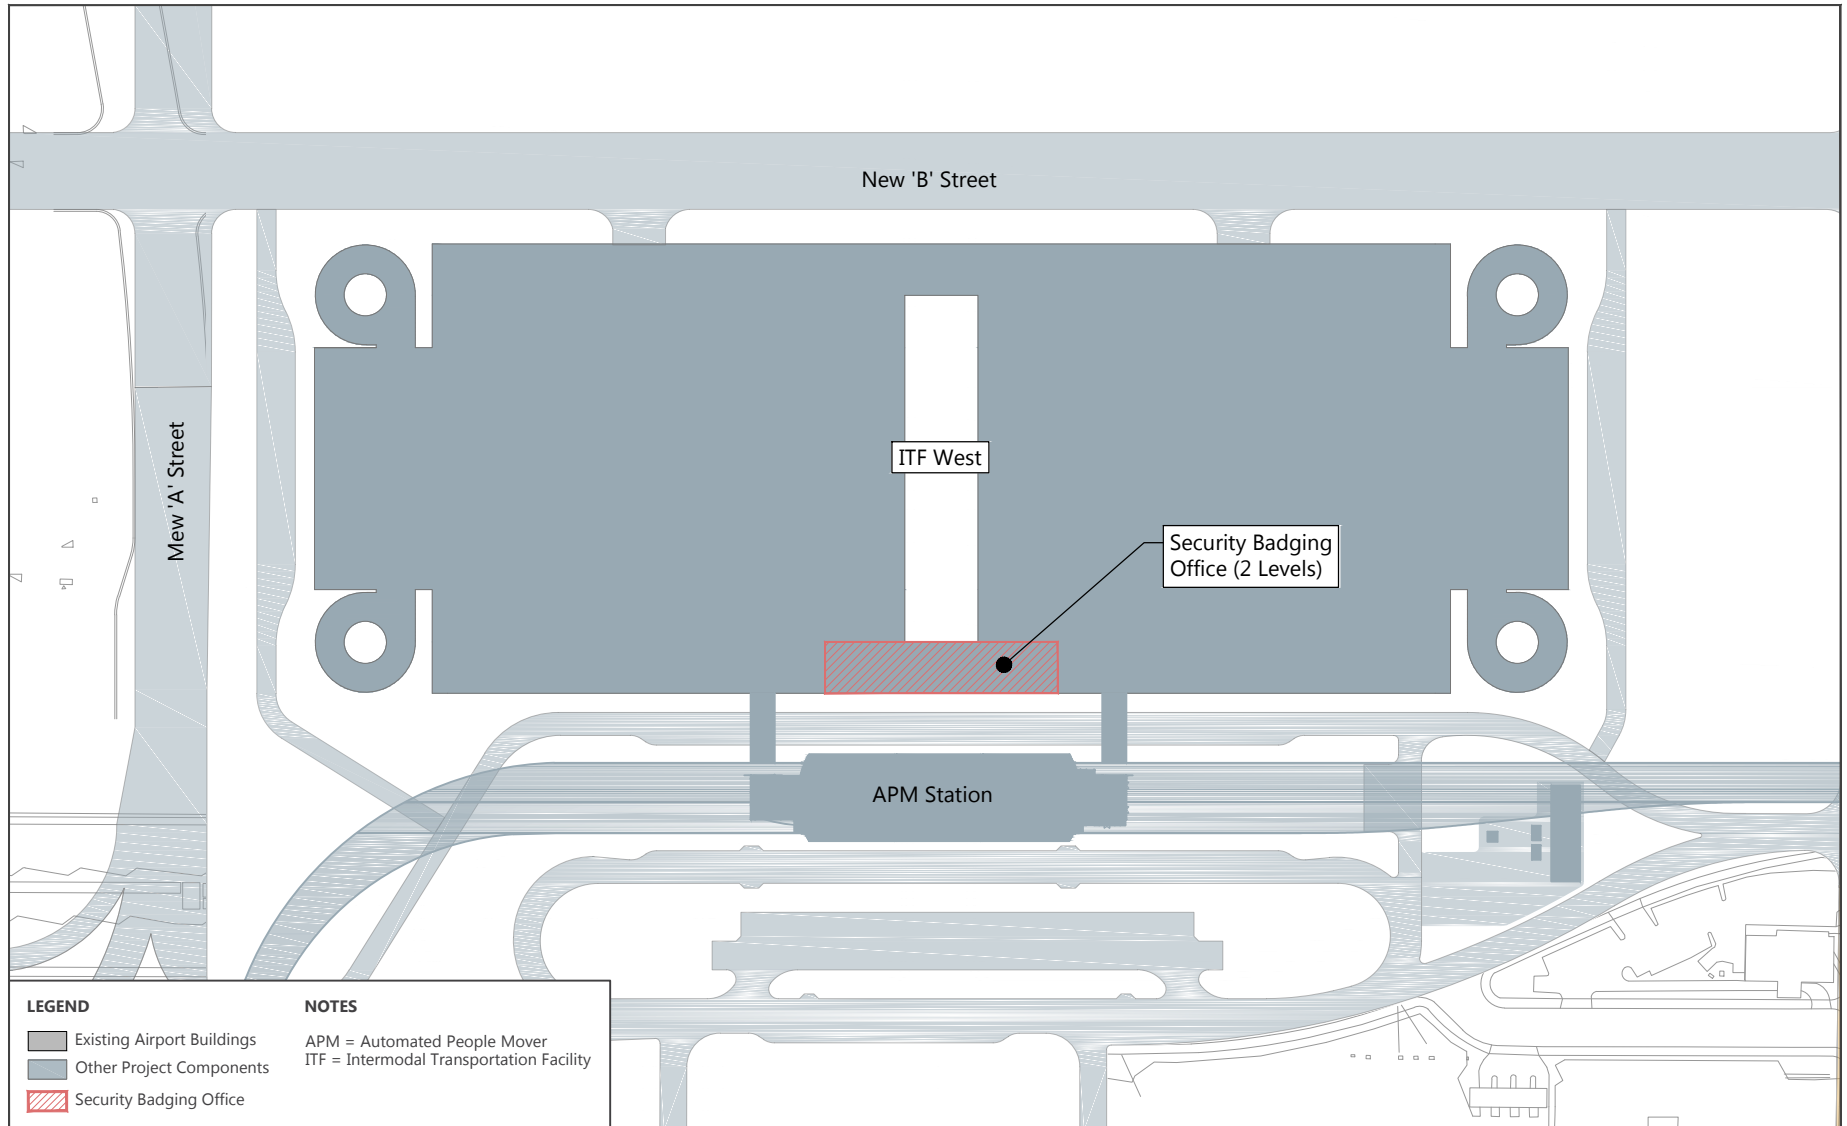 New 'B' Street
Mew 'A' Street
ITF West
Security Badging
Office (2 Levels)
APM Station
LEGEND
Existing Airport Buildings
Other Project Components
Security Badging Office
NOTES
APM = Automated People Mover
ITF = Intermodal Transportation Facility